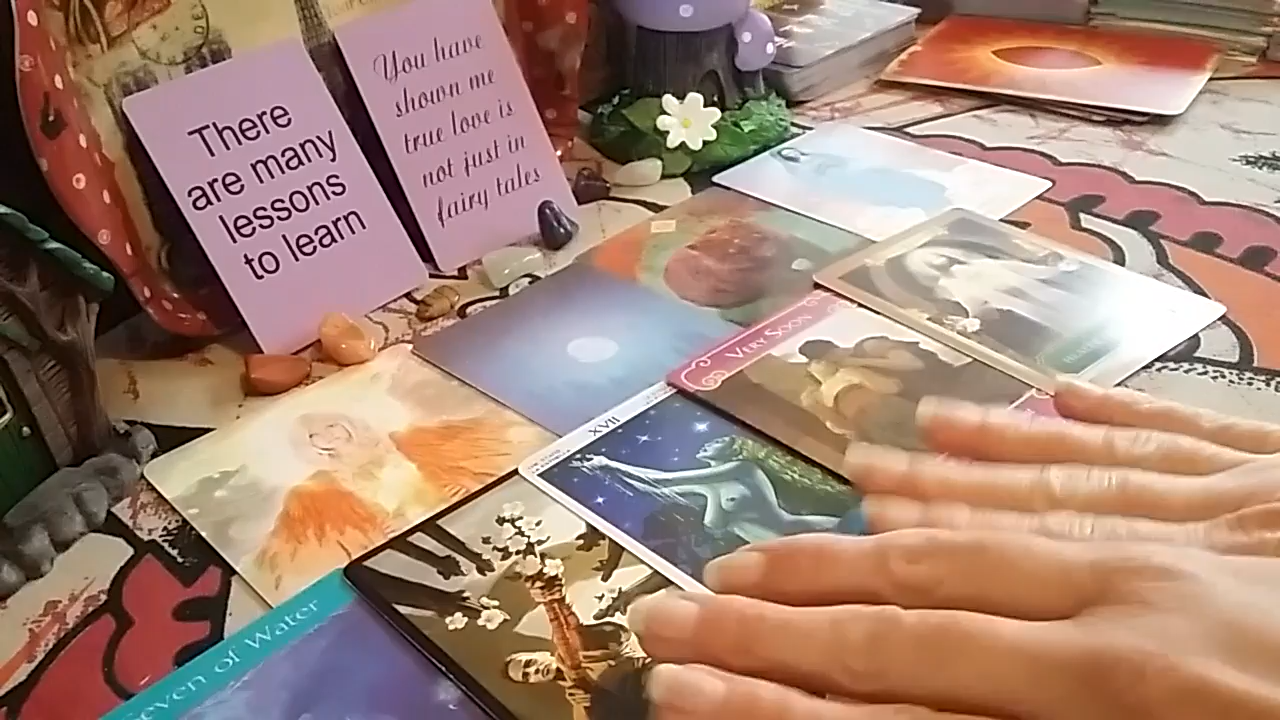 There
are many
lessons
to learn
You have
shown me
true love is
not just in
fairy tales
VERY SOON
XVII
Seven of Water